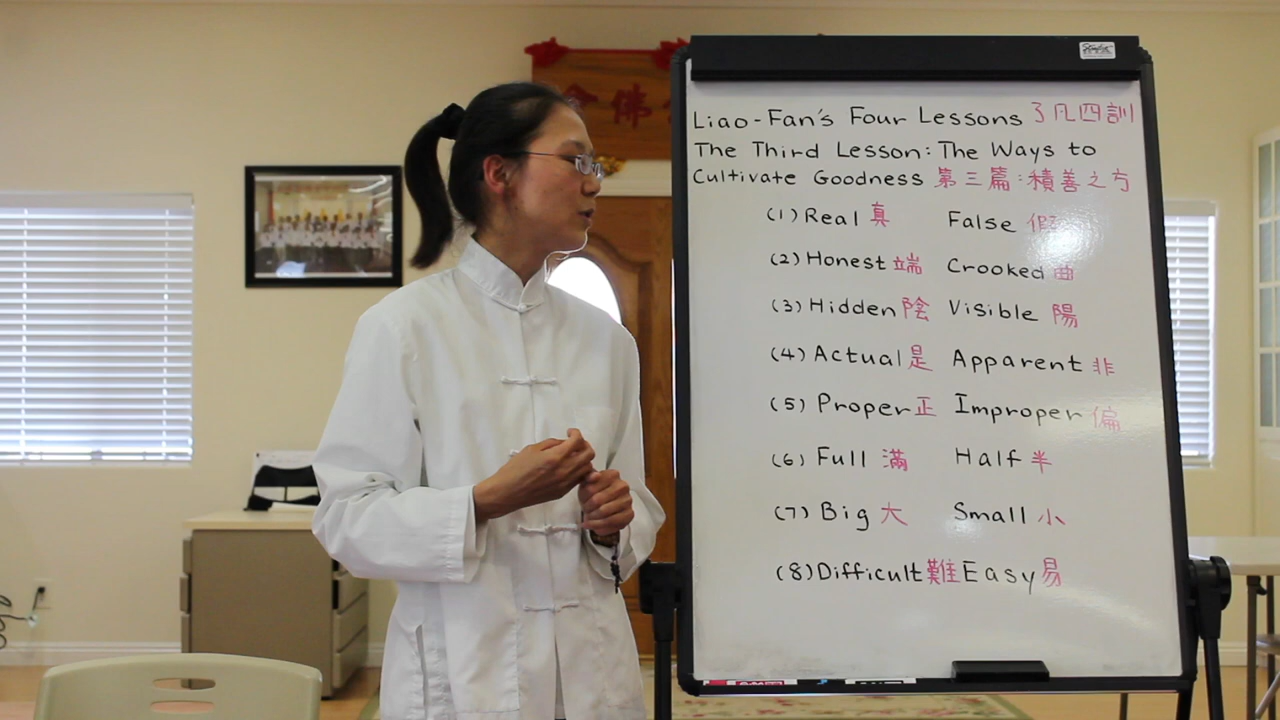 佛
Liao-Fan's Four Lessons 了凡四訓
The Third Lesson: The Ways to
Cultivate Goodness 第三篇:積善之方
(1) Real 真 False 假
(2) Honest 端 Crooked 曲
(3) Hidden 陰 Visible 陽
(4) Actual 是 Apparent 非
(5) Proper 正 Improper 偏
(6) Full 滿 Half 半
(7) Big 大 Small 小
(8) Difficult 難 Easy 易